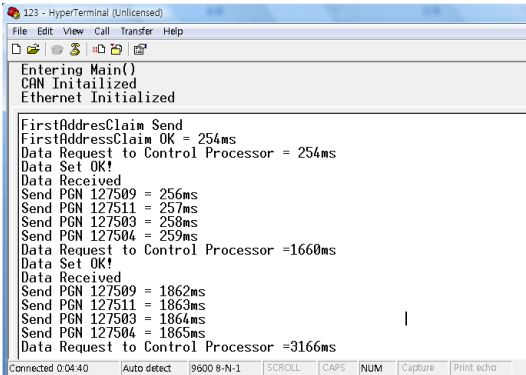 123 - HyperTerminal (Unlicensed)
File Edit View Call Transfer Help
Entering Main()
CAN Initailized
Ethernet Initialized
FirstAddresClaim Send
FirstAddressClaim OK = 254ms
Data Request to Control Processor = 254ms
Data Set OK!
Data Received
Send PGN 127509 = 256ms
Send PGN 127511 = 257ms
Send PGN 127503 = 258ms
Send PGN 127504 = 259ms
Data Request to Control Processor =1660ms
Data Set OK!
Data Received
Send PGN 127509 = 1862ms
Send PGN 127511 = 1863ms
Send PGN 127503 = 1864ms
Send PGN 127504 = 1865ms
Data Request to Control Processor =3166ms
Connected 0:04:40 Auto detect 9600 8-N-1 SCROLL CAPS NUM Capture Print echo